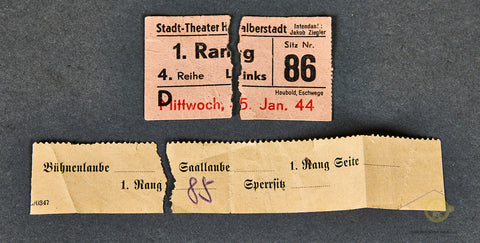 Stadt-Theater Halberstadt
Intendant:
Jakob Ziegler
1. Rang
Sitz Nr.
4. Reihe Links
86
D
Heubold, Eschwege
Mittwoch, 5. Jan. 44
Bühnenlaube
Saallaube
1. Rang Seite
1. Rang
85
Sperrsitz
/0347